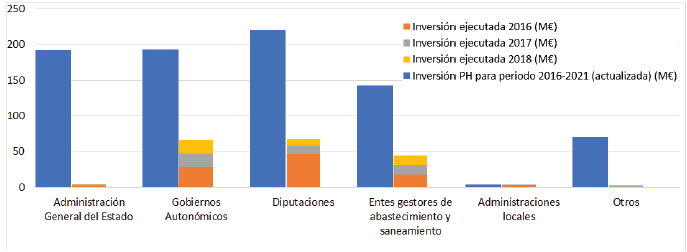 250
200
150
100
50
0
Inversión ejecutada 2016 (M€)
Inversión ejecutada 2017 (M€)
Inversión ejecutada 2018 (M€)
Inversión PH para periodo 2016-2021 (actualizada) (M€)
Administración
General del Estado
Gobiernos
Autonómicos
Diputaciones
Entes gestores de
abastecimiento y
saneamiento
Administraciones
locales
Otros